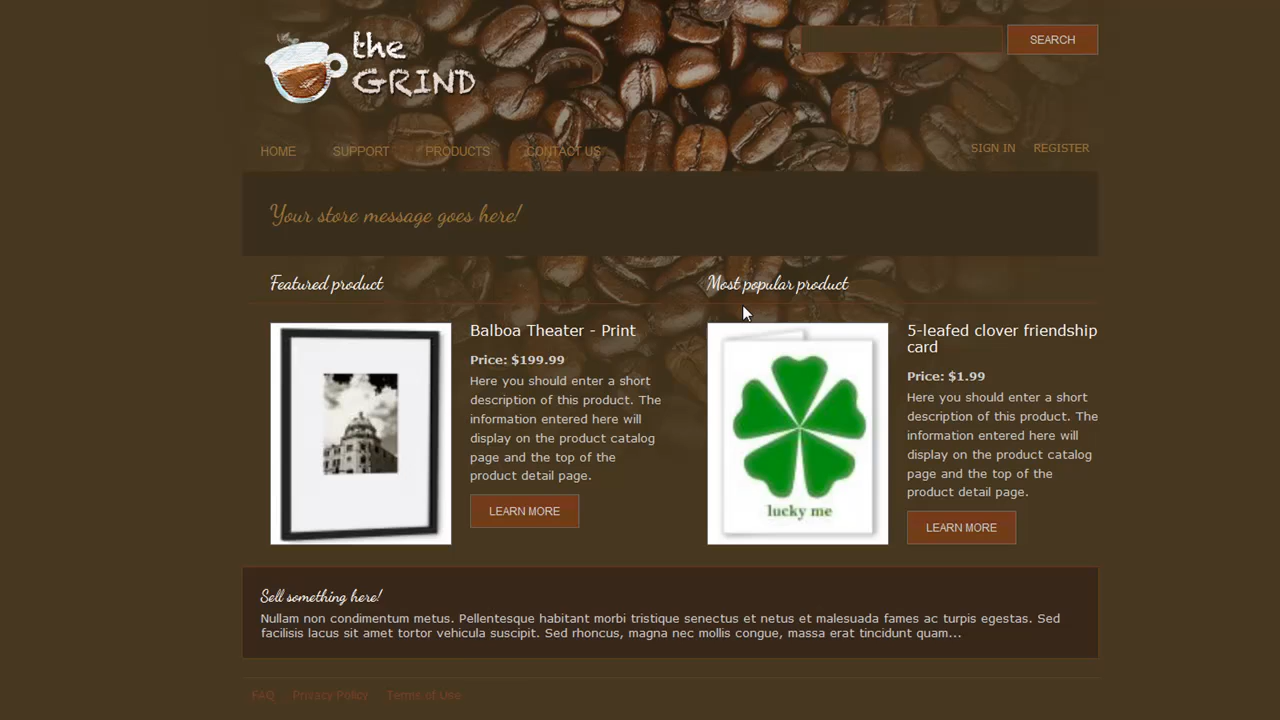 the
GRIND
SEARCH
HOME SUPPORT PRODUCTS CONTACT US
SIGN IN REGISTER
Your store message goes here!
Featured product
Balboa Theater - Print
Price: $199.99
Here you should enter a short
description of this product. The
information entered here will
display on the product catalog
page and the top of the
product detail page.
LEARN MORE
Most popular product
lucky me
5-leafed clover friendship
card
Price: $1.99
Here you should enter a short
description of this product. The
information entered here will
display on the product catalog
page and the top of the
product detail page.
LEARN MORE
Sell something here!
Nullam non condimentum metus. Pellentesque habitant morbi tristique senectus et netus et malesuada fames ac turpis egestas. Sed
facilisis lacus sit amet tortor vehicula suscipit. Sed rhoncus, magna nec mollis congue, massa erat tincidunt quam...
FAQ Privacy Policy Terms of Use